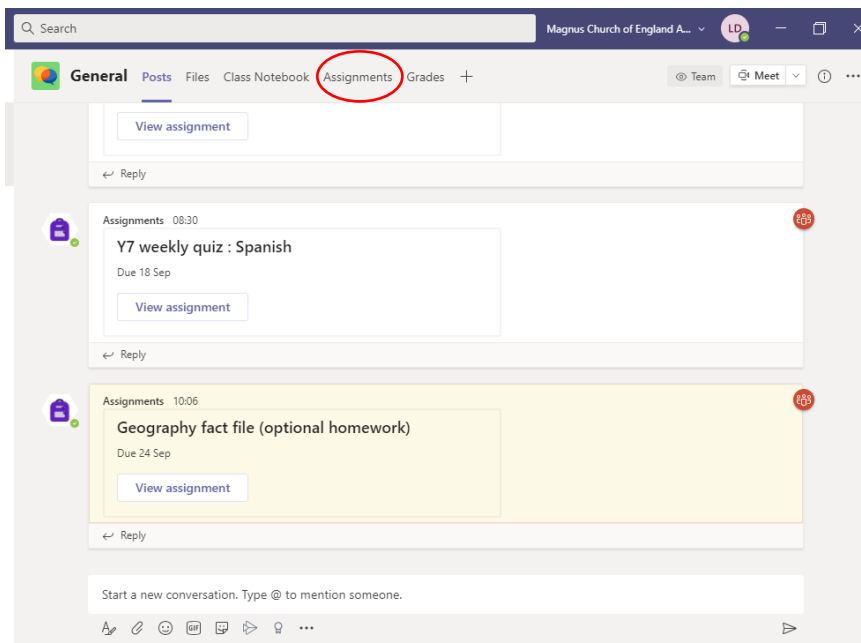 Search
Magnus Church of England A...
LD
General Posts Files Class Notebook Assignments Grades
Team
Meet
View assignment
Reply
Assignments 08:30
Y7 weekly quiz : Spanish
Due 18 Sep
View assignment
Reply
Assignments 10:06
Geography fact file (optional homework)
Due 24 Sep
View assignment
Reply
Start a new conversation. Type @ to mention someone.
GIF